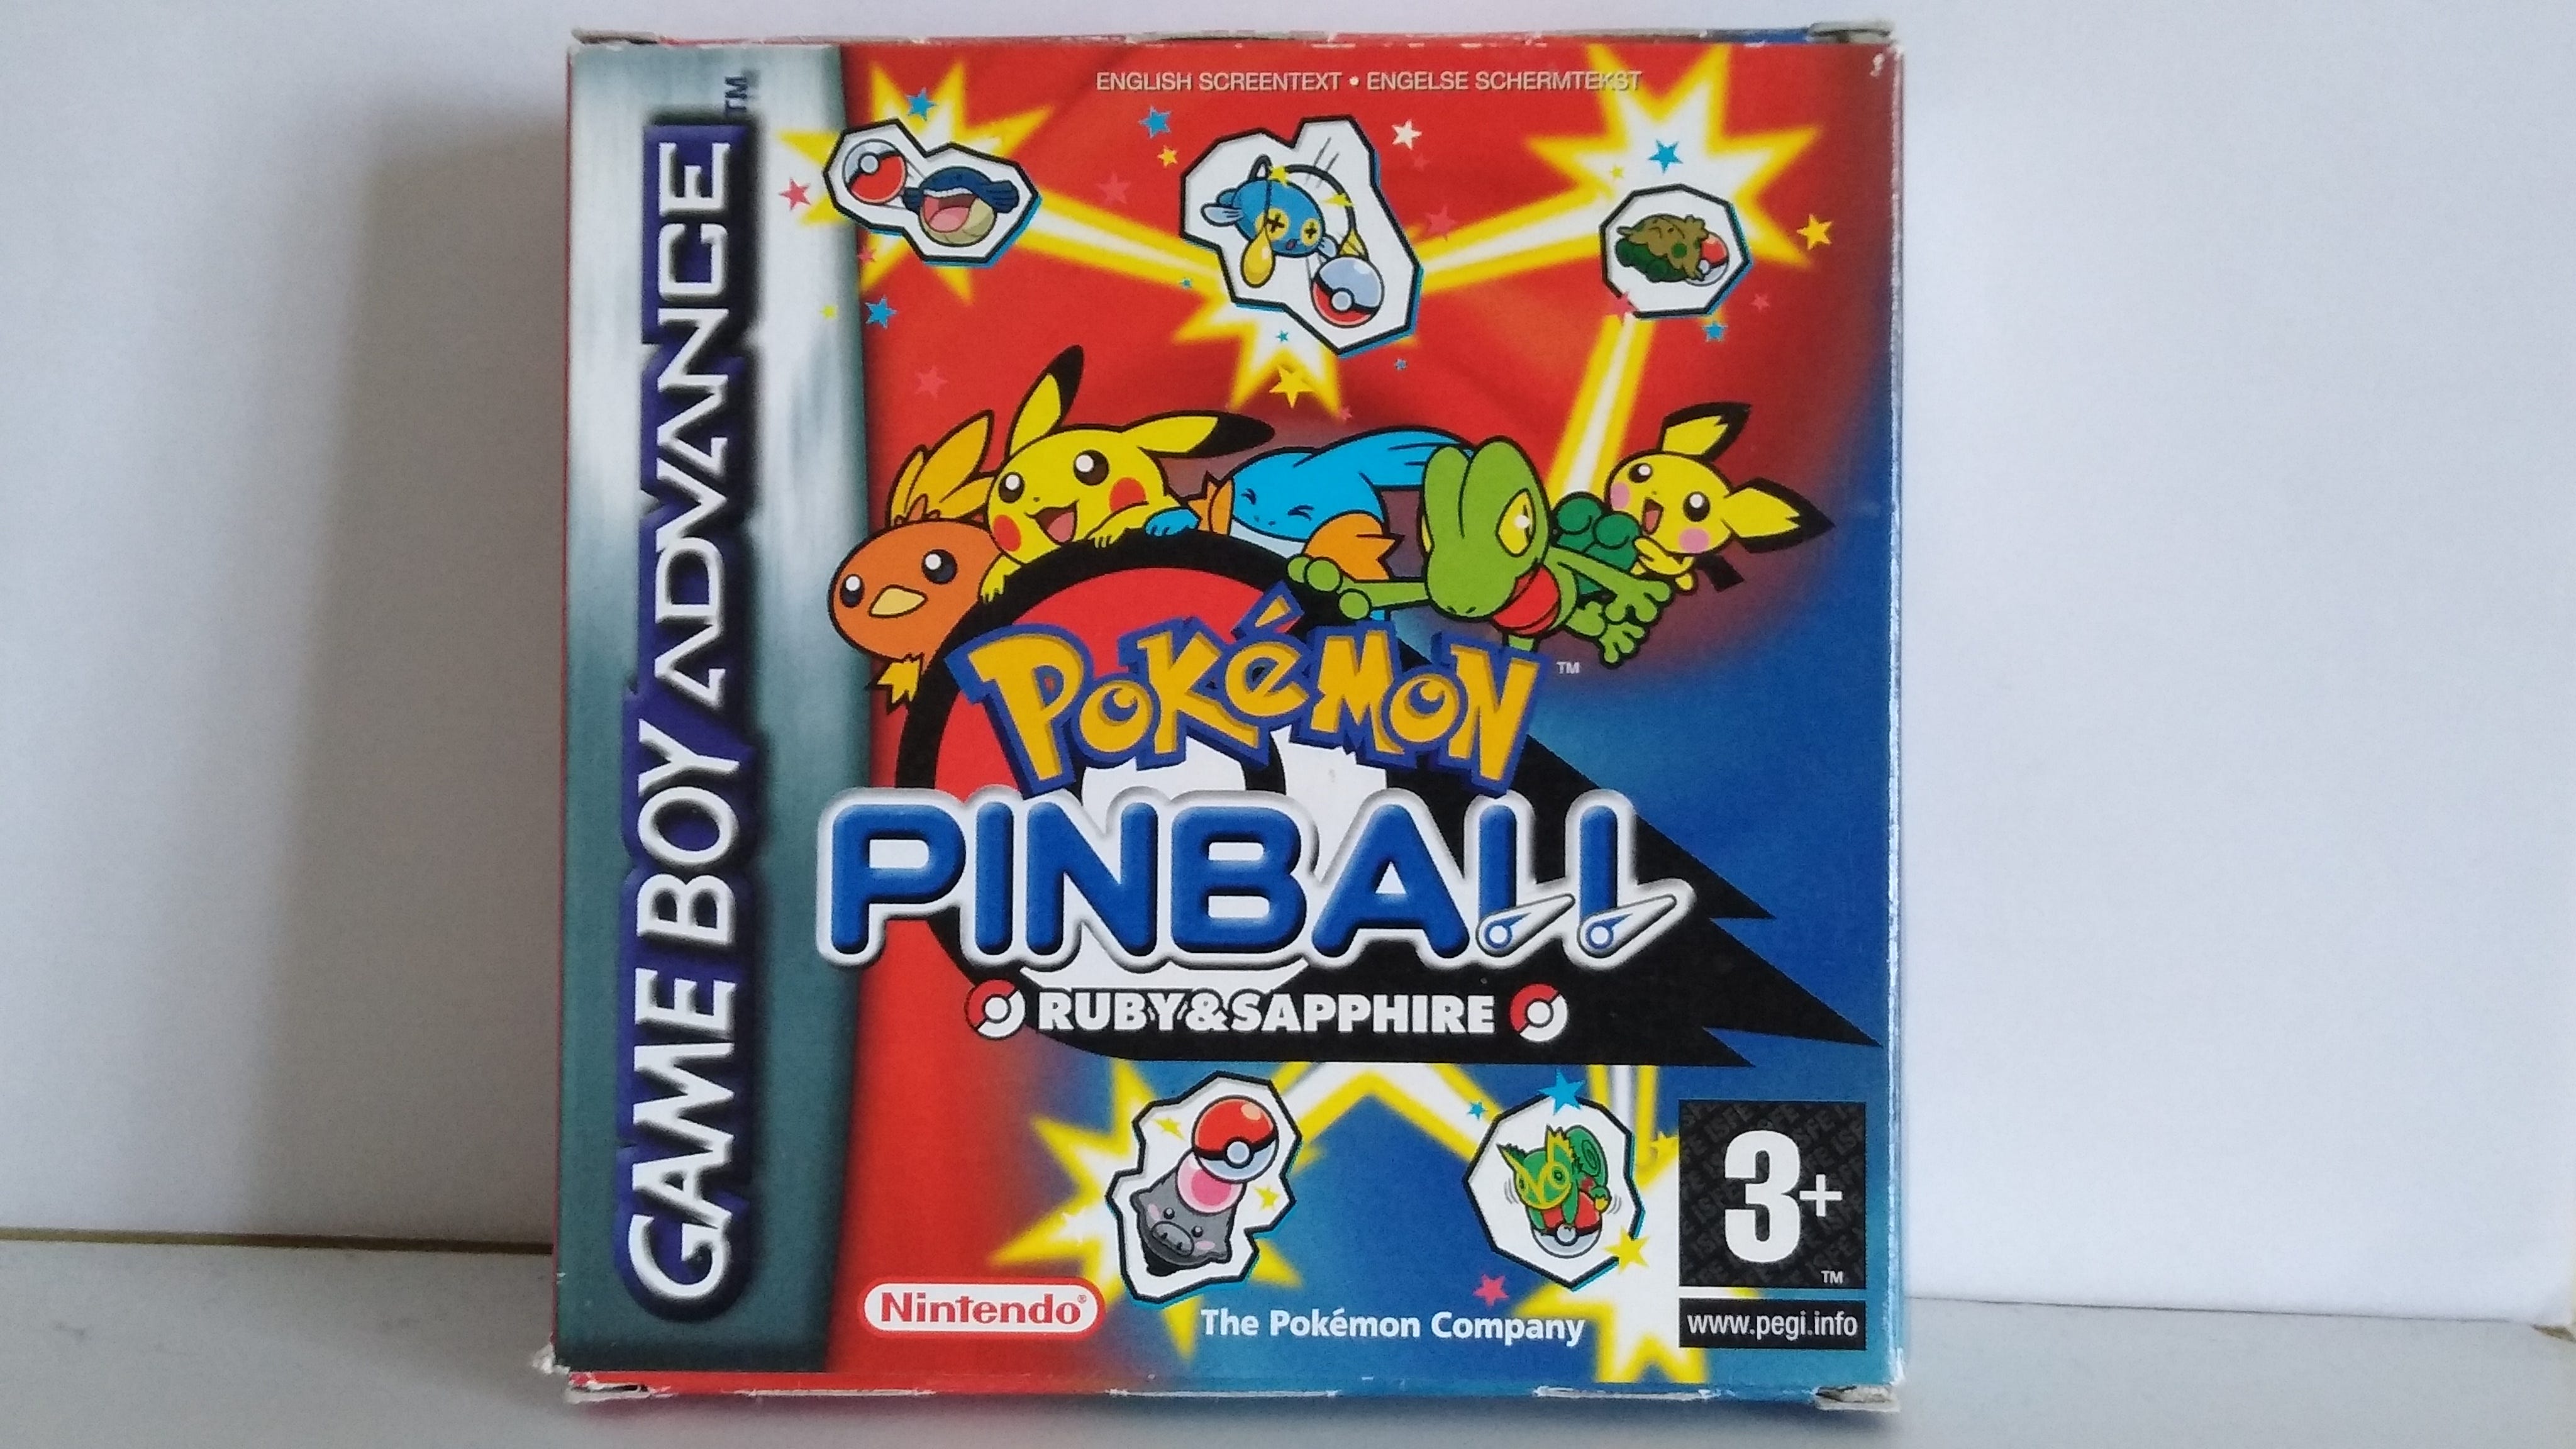 GAME BOY ADVANCE™
ENGLISH SCREENTEXT • ENGELSE SCHERMTEKST
POKéMON™
PINBALL
RUBY&SAPPHIRE
3+™
www.pegi.info
Nintendo®
The Pokémon Company